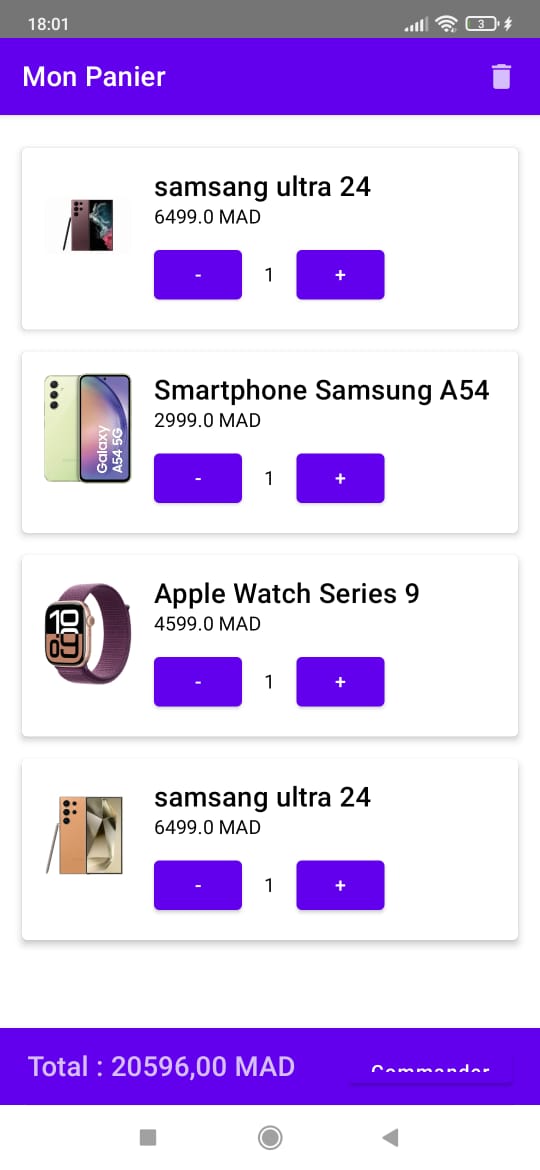 18:01
3
Mon Panier
samsang ultra 24
6499.0 MAD
- 1 +
Galaxy
A54 5G
Smartphone Samsung A54
2999.0 MAD
- 1 +
10
09
Apple Watch Series 9
4599.0 MAD
- 1 +
samsang ultra 24
6499.0 MAD
- 1 +
Total : 20596,00 MAD
Commander